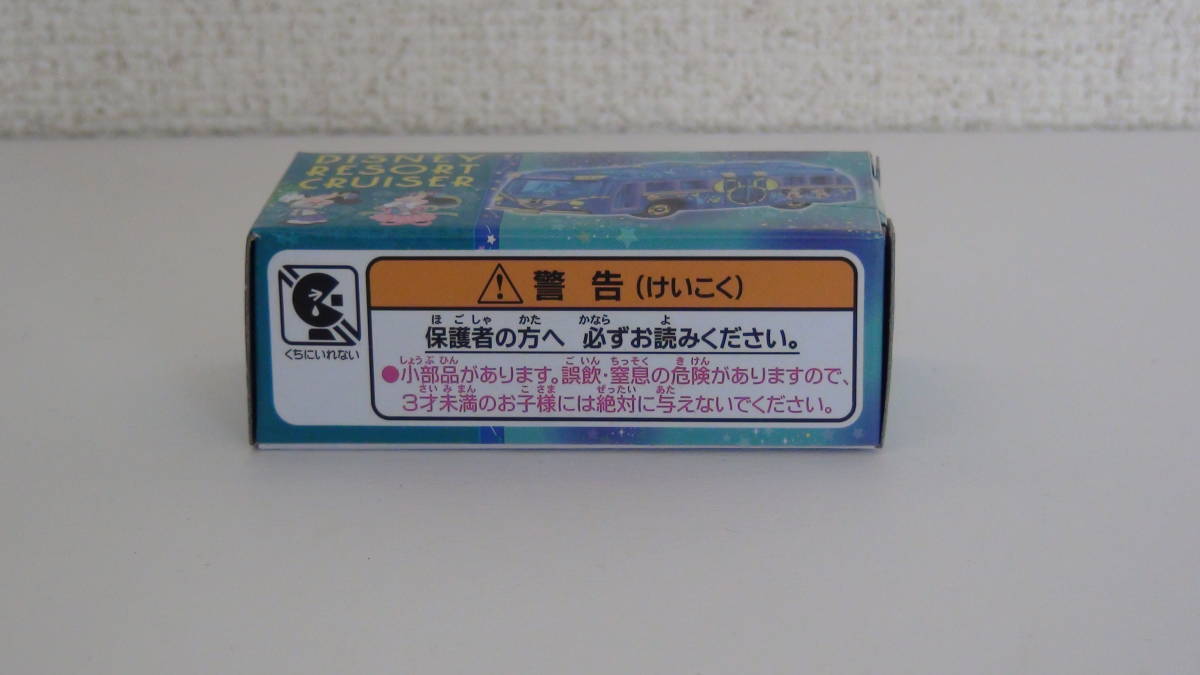 DISNEY
RESORT
CRUISER
警告(けいこく)
ほごしゃ かた かなら よ
保護者の方へ 必ずお読みください。
くちにいれない
しょうぶひん ごいん ちっそく きけん
●小部品があります。誤飲・窒息の危険がありますので、
さいみまん こさま ぜったい あた
3才未満のお子様には絶対に与えないでください。